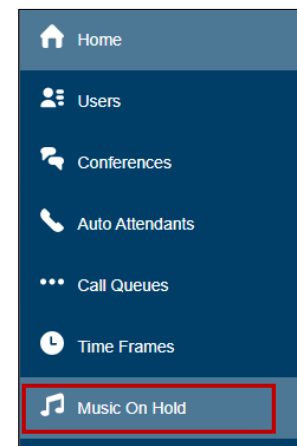 Home
Users
Conferences
Auto Attendants
Call Queues
Time Frames
Music On Hold